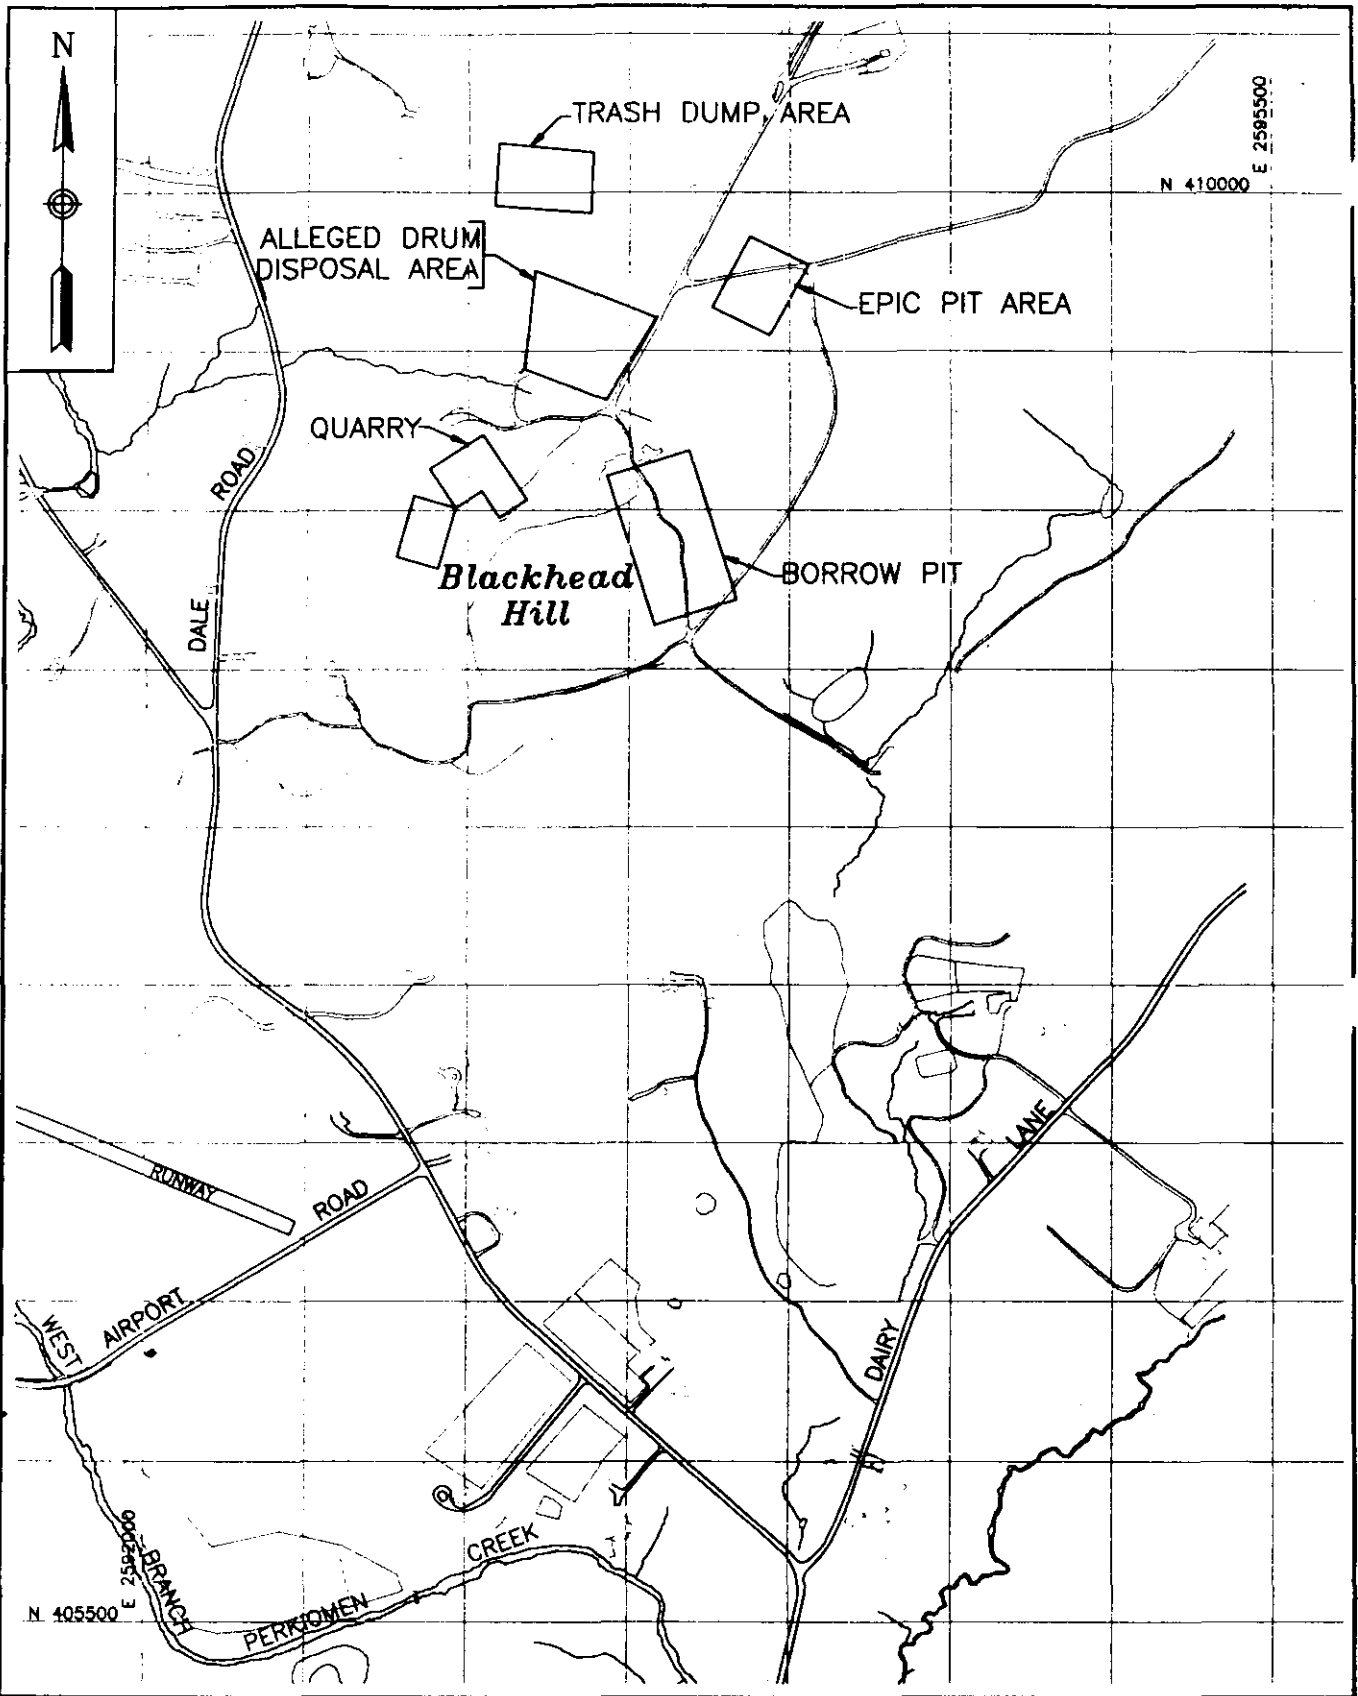 N
TRASH DUMP AREA
E 2595500
N 410000
ALLEGED DRUM
DISPOSAL AREA
EPIC PIT AREA
QUARRY
ROAD
DALE
BORROW PIT
Blackhead
Hill
LANE
RUNWAY
ROAD
AIRPORT
WEST
DAIRY
CREEK
E 2592000
BRANCH
N 405500
PERKIOMEN